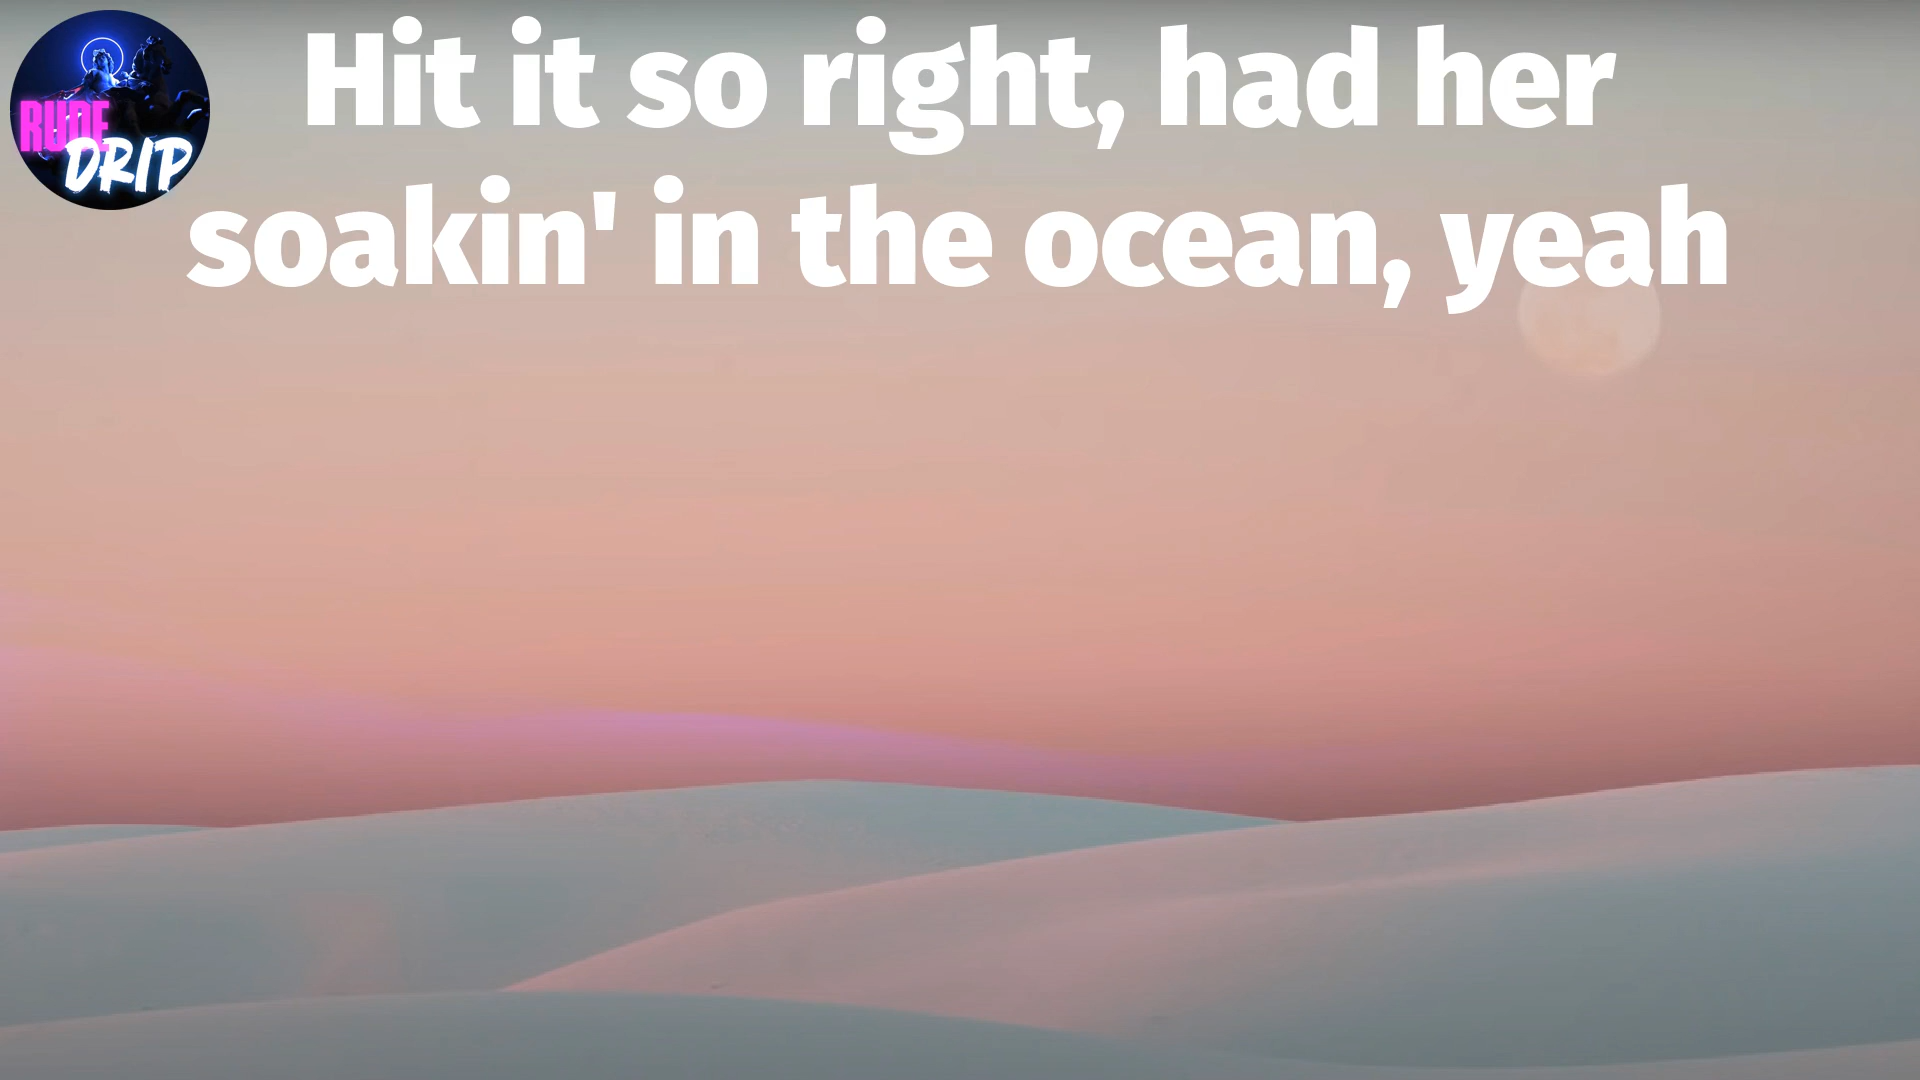 RUDE
DRIP
Hit it so right, had her
soakin' in the ocean, yeah